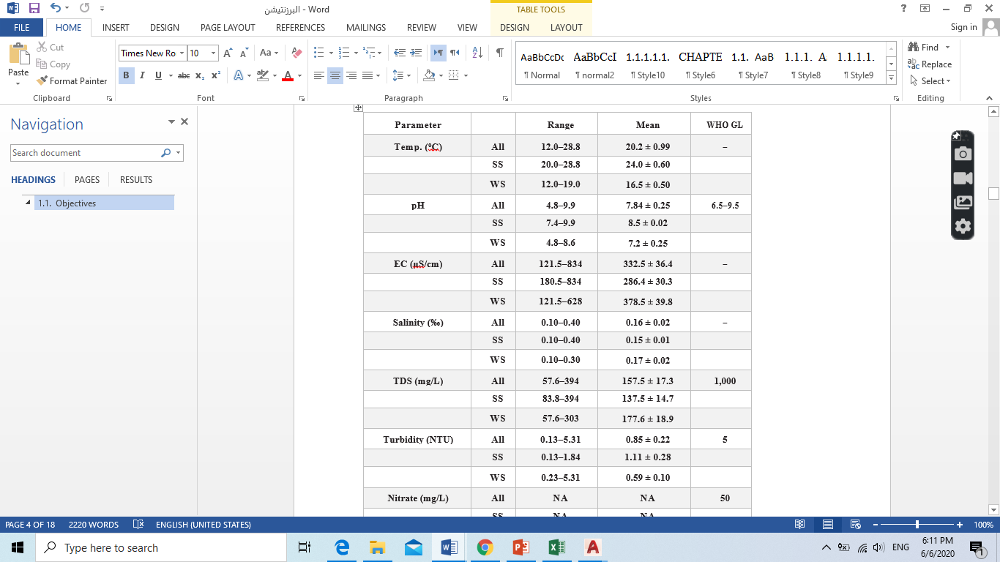 البرزنتيشن - Word
TABLE TOOLS
?
FILE HOME INSERT DESIGN PAGE LAYOUT REFERENCES MAILINGS REVIEW VIEW DESIGN LAYOUT Sign in
Paste
Cut
Copy
Format Painter
Times New Ro 10
Aa
B I U abc x₂ x² A A
AaBbCcDc AaBbCcI 1.1.1.1.1. CHAPTE 1.1. AaB 1.1.1. A 1.1.1.1.
¶ Normal ¶ normal2 ¶ Style10 ¶ Style6 ¶ Style7 ¶ Style8 ¶ Style9
Find
Replace
Select
Clipboard Font Paragraph Styles Editing
Navigation
Search document
HEADINGS PAGES RESULTS
1.1. Objectives
Parameter Range Mean WHO GL
Temp. (⁰C) All 12.0–28.8 20.2 ± 0.99 –
SS 20.0–28.8 24.0 ± 0.60
WS 12.0–19.0 16.5 ± 0.50
pH All 4.8–9.9 7.84 ± 0.25 6.5–9.5
SS 7.4–9.9 8.5 ± 0.02
WS 4.8–8.6 7.2 ± 0.25
EC (µS/cm) All 121.5–834 332.5 ± 36.4 –
SS 180.5–834 286.4 ± 30.3
WS 121.5–628 378.5 ± 39.8
Salinity (‰) All 0.10–0.40 0.16 ± 0.02 –
SS 0.10–0.40 0.15 ± 0.01
WS 0.10–0.30 0.17 ± 0.02
TDS (mg/L) All 57.6–394 157.5 ± 17.3 1,000
SS 83.8–394 137.5 ± 14.7
WS 57.6–303 177.6 ± 18.9
Turbidity (NTU) All 0.13–5.31 0.85 ± 0.22 5
SS 0.13–1.84 1.11 ± 0.28
WS 0.23–5.31 0.59 ± 0.10
Nitrate (mg/L) All NA NA 50
SS NA NA
PAGE 4 OF 18 2220 WORDS ENGLISH (UNITED STATES) 100%
Type here to search
ENG
6:11 PM
6/6/2020
1